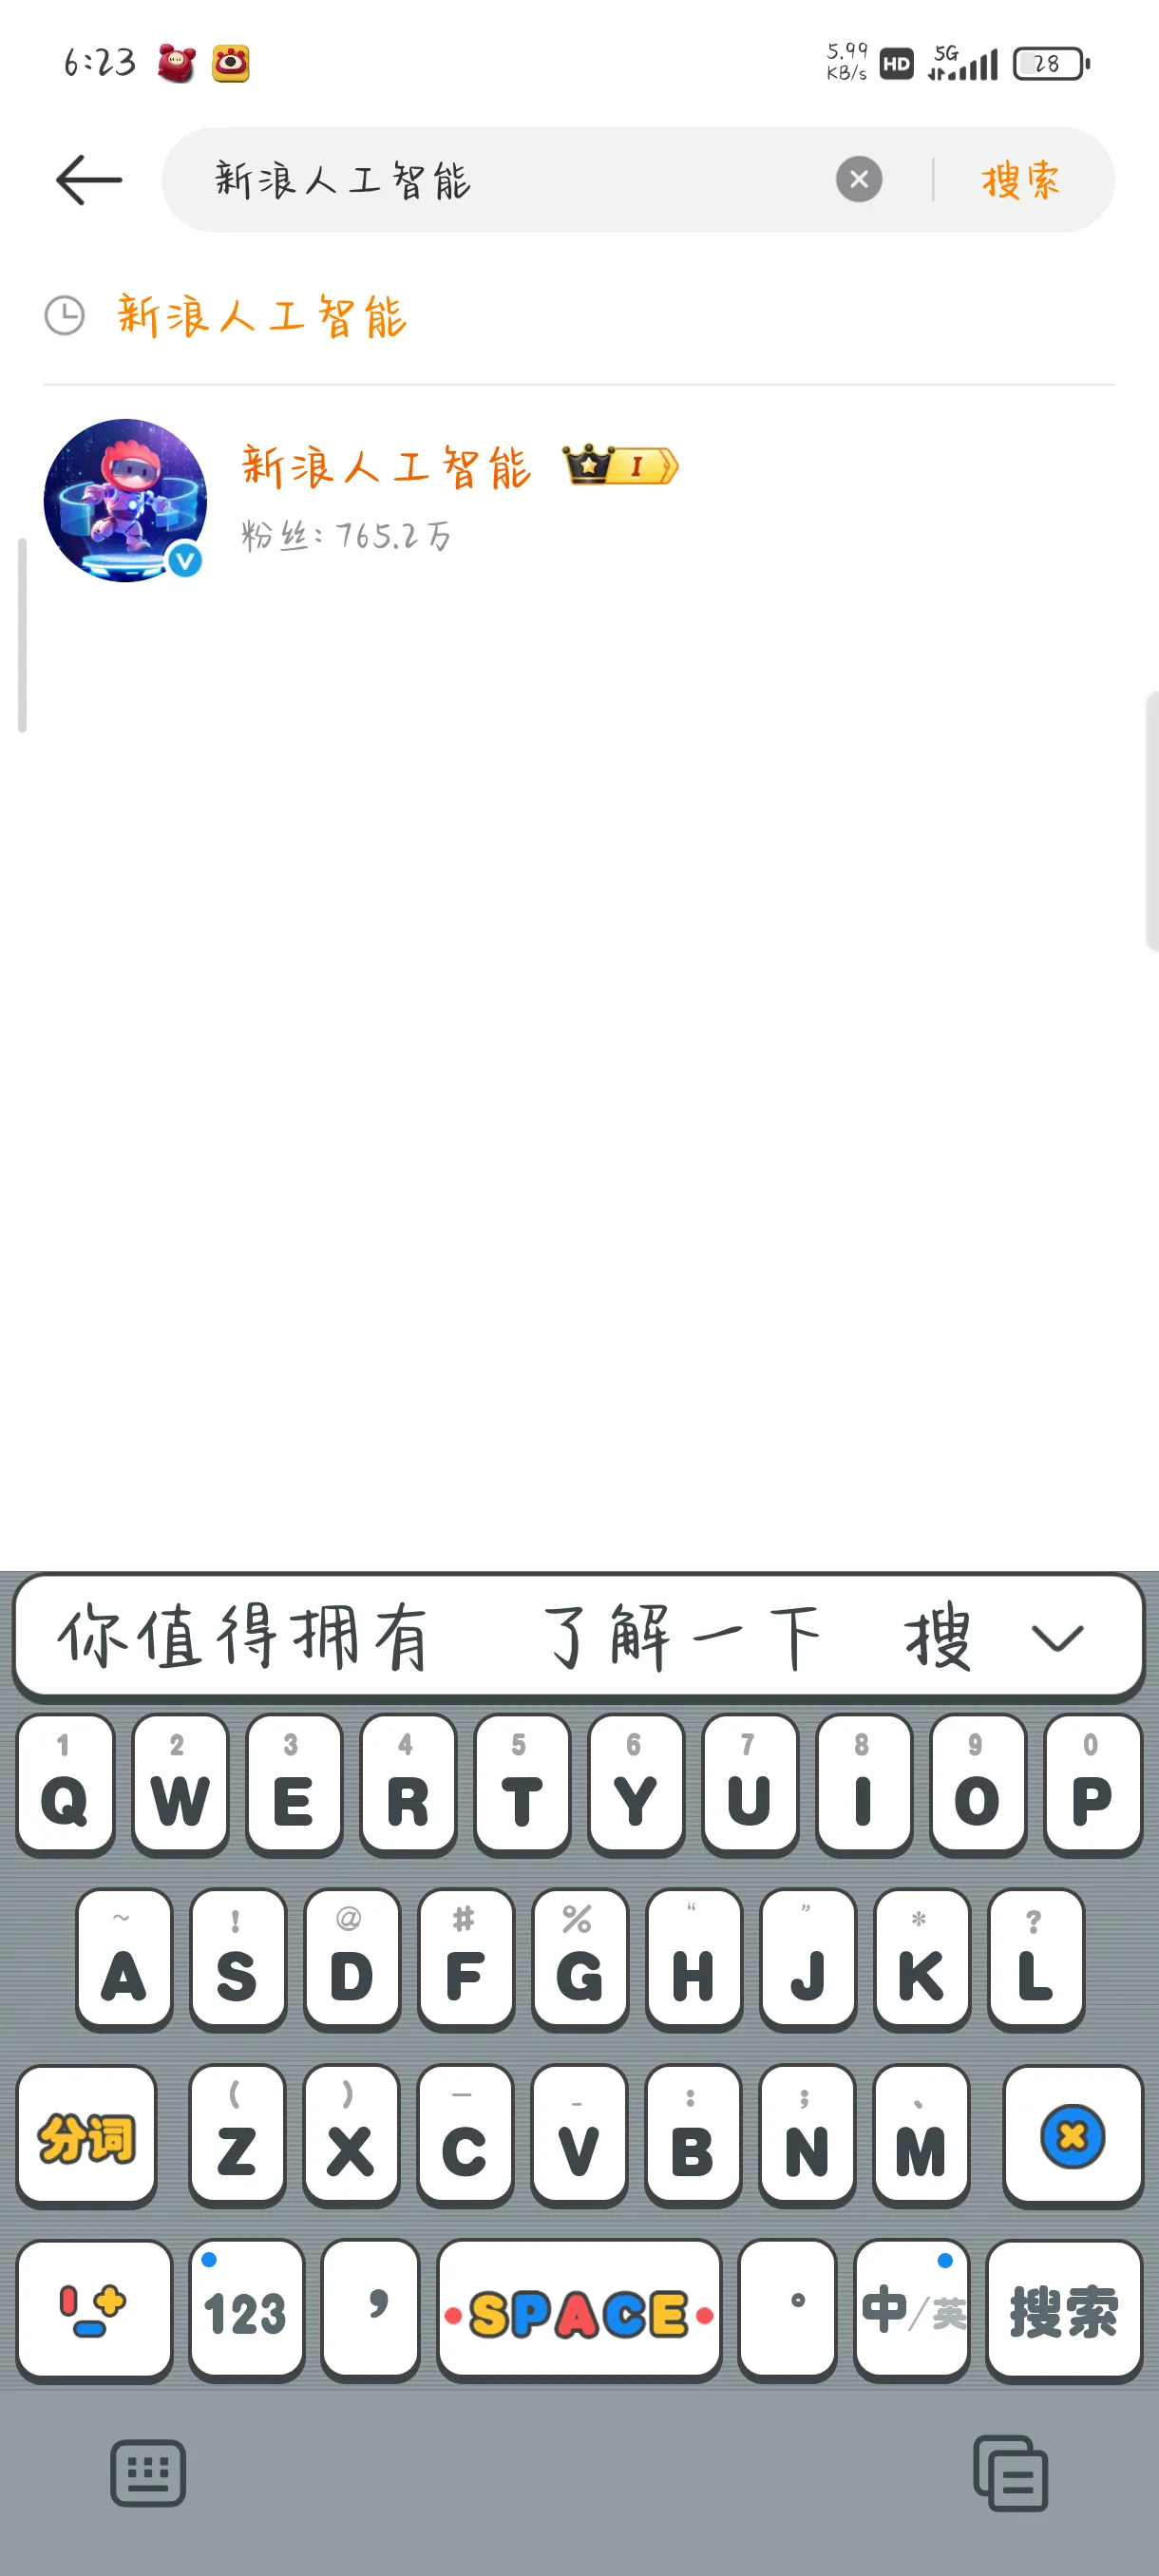 6:23 5.99 KB/s HD 5G 28
新浪人工智能 搜索
新浪人工智能
新浪人工智能 I
粉丝: 765.2万
你值得拥有 了解一下 搜
1 2 3 4 5 6 7 8 9 0
Q W E R T Y U I O P
~ ! @ # % “ ” * ?
A S D F G H J K L
( ) — _ : ; 、
分词 Z X C V B N M
123 , SPACE 。 中/英 搜索